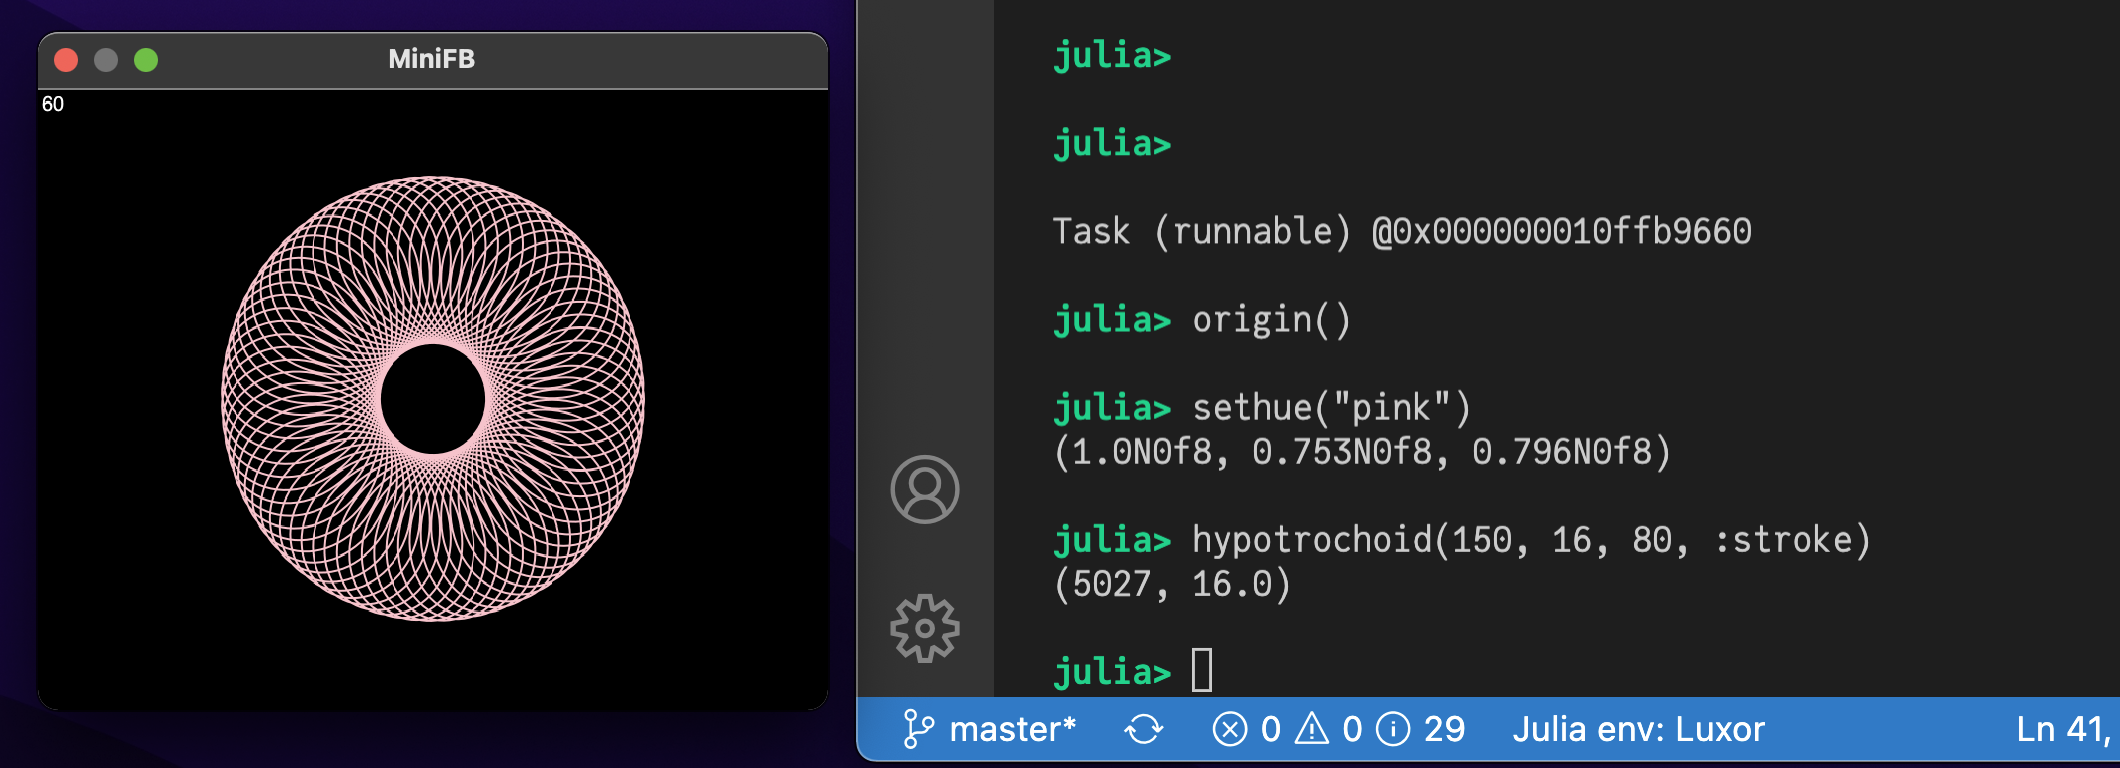 MiniFB
60
julia>
julia>
Task (runnable) @0x000000010ffb9660
julia> origin()
julia> sethue("pink")
(1.0N0f8, 0.753N0f8, 0.796N0f8)
julia> hypotrochoid(150, 16, 80, :stroke)
(5027, 16.0)
julia>
master* 0 0 29 Julia env: Luxor Ln 41,